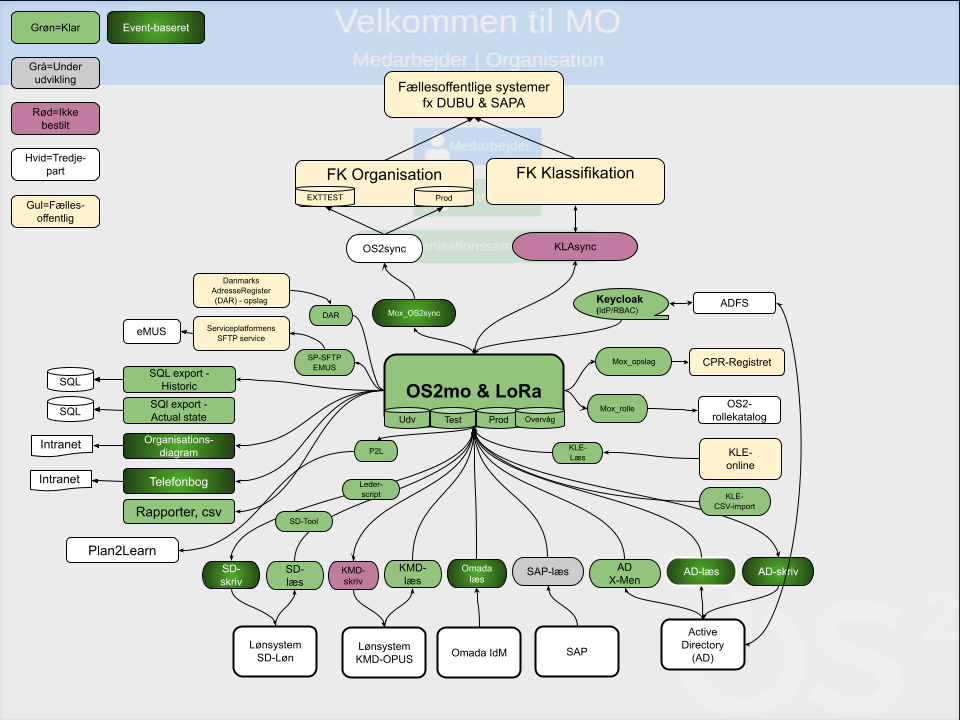 Velkommen til MO
Medarbejder | Organisation
Grøn=Klar
Event-baseret
Grå=Under
udvikling
Rød=Ikke
bestilt
Hvid=Tredje-
part
Gul=Fælles-
offentlig
Fællesoffentlige systemer
fx DUBU & SAPA
Medarbejder
FK Organisation
EXTTEST
Prod
FK Klassifikation
OS2sync
KLAsync
Danmarks
AdresseRegister
(DAR) - opslag
DAR
Mox_OS2sync
Keycloak
(IdP/RBAC)
ADFS
eMUS
Serviceplatformens
SFTP service
SP-SFTP
EMUS
Mox_opslag
CPR-Registret
SQL
SQL export -
Historic
OS2mo & LoRa
Udv
Test
Prod
Overvåg
Mox_rolle
OS2-
rollekatalog
SQL
SQl export -
Actual state
Intranet
Organisations-
diagram
P2L
KLE-
Læs
KLE-
online
Intranet
Telefonbog
Leder-
script
KLE-
CSV-import
Rapporter, csv
SD-Tool
Plan2Learn
SD-
skriv
SD-
læs
KMD-
skriv
KMD-
læs
Omada
læs
SAP-læs
AD
X-Men
AD-læs
AD-skriv
Lønsystem
SD-Løn
Lønsystem
KMD-OPUS
Omada IdM
SAP
Active
Directory
(AD)
OS²